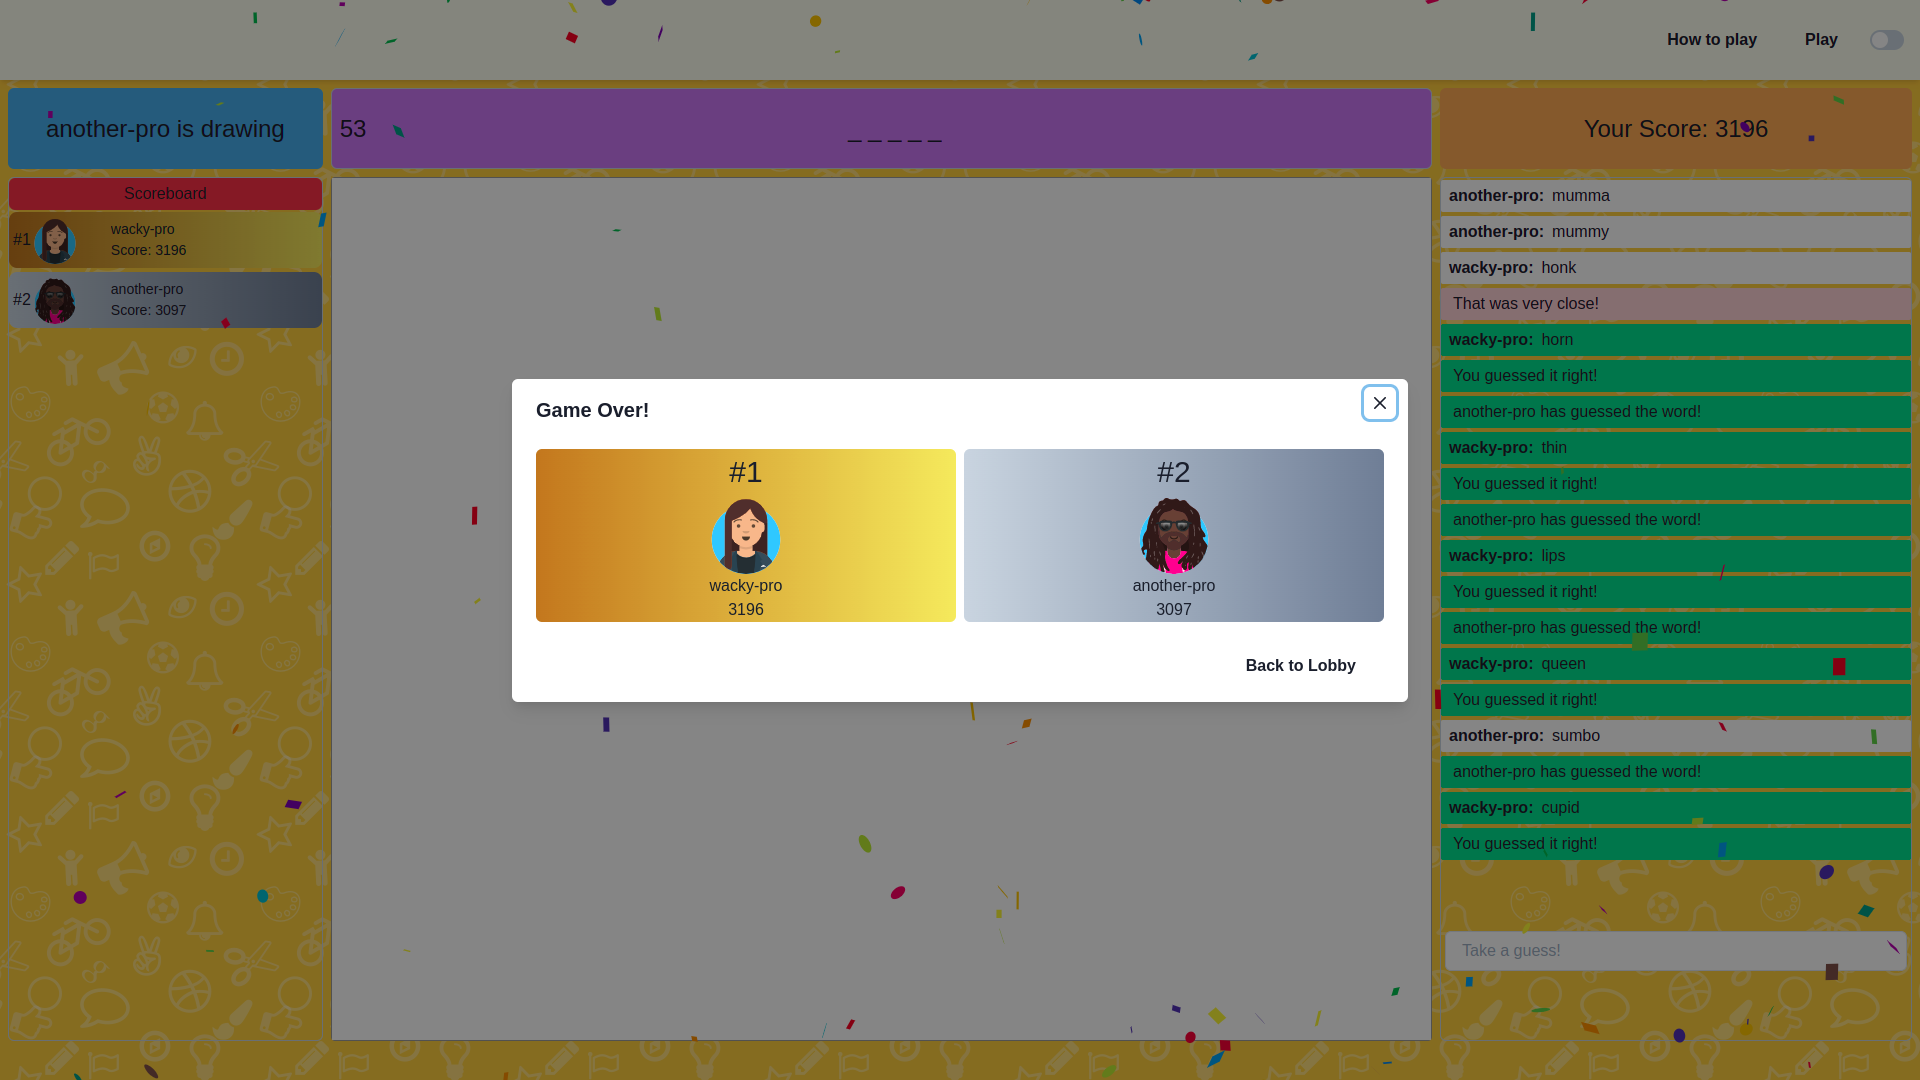 How to play
Play
another-pro is drawing
53
_ _ _ _ _
Your Score: 3196
Scoreboard
#1
wacky-pro
Score: 3196
#2
another-pro
Score: 3097
another-pro: mumma
another-pro: mummy
wacky-pro: honk
That was very close!
wacky-pro: horn
You guessed it right!
another-pro has guessed the word!
wacky-pro: thin
You guessed it right!
another-pro has guessed the word!
wacky-pro: lips
You guessed it right!
another-pro has guessed the word!
wacky-pro: queen
You guessed it right!
another-pro: sumbo
another-pro has guessed the word!
wacky-pro: cupid
You guessed it right!
Take a guess!
Game Over!
#1
wacky-pro
3196
#2
another-pro
3097
Back to Lobby